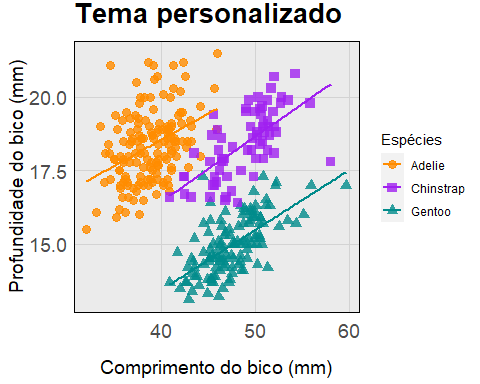 Tema personalizado
Profundidade do bico (mm)
20.0
17.5
15.0
40
50
60
Comprimento do bico (mm)
Espécies
Adelie
Chinstrap
Gentoo